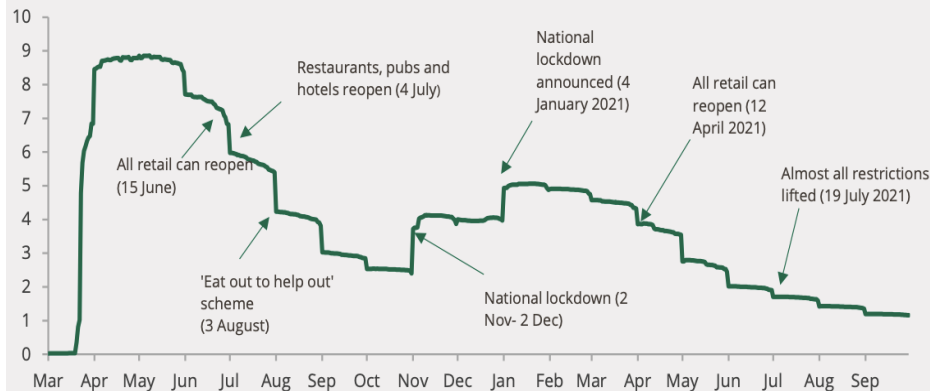 10
9
8
7
6
5
4
3
2
1
0
Restaurants, pubs and
hotels reopen (4 July)
All retail can reopen
(15 June)
'Eat out to help out'
scheme
(3 August)
National
lockdown
announced (4
January 2021)
National lockdown (2
Nov- 2 Dec)
All retail can
reopen (12
April 2021)
Almost all restrictions
lifted (19 July 2021)
Mar Apr May Jun Jul Aug Sep Oct Nov Dec Jan Feb Mar Apr May Jun Jul Aug Sep